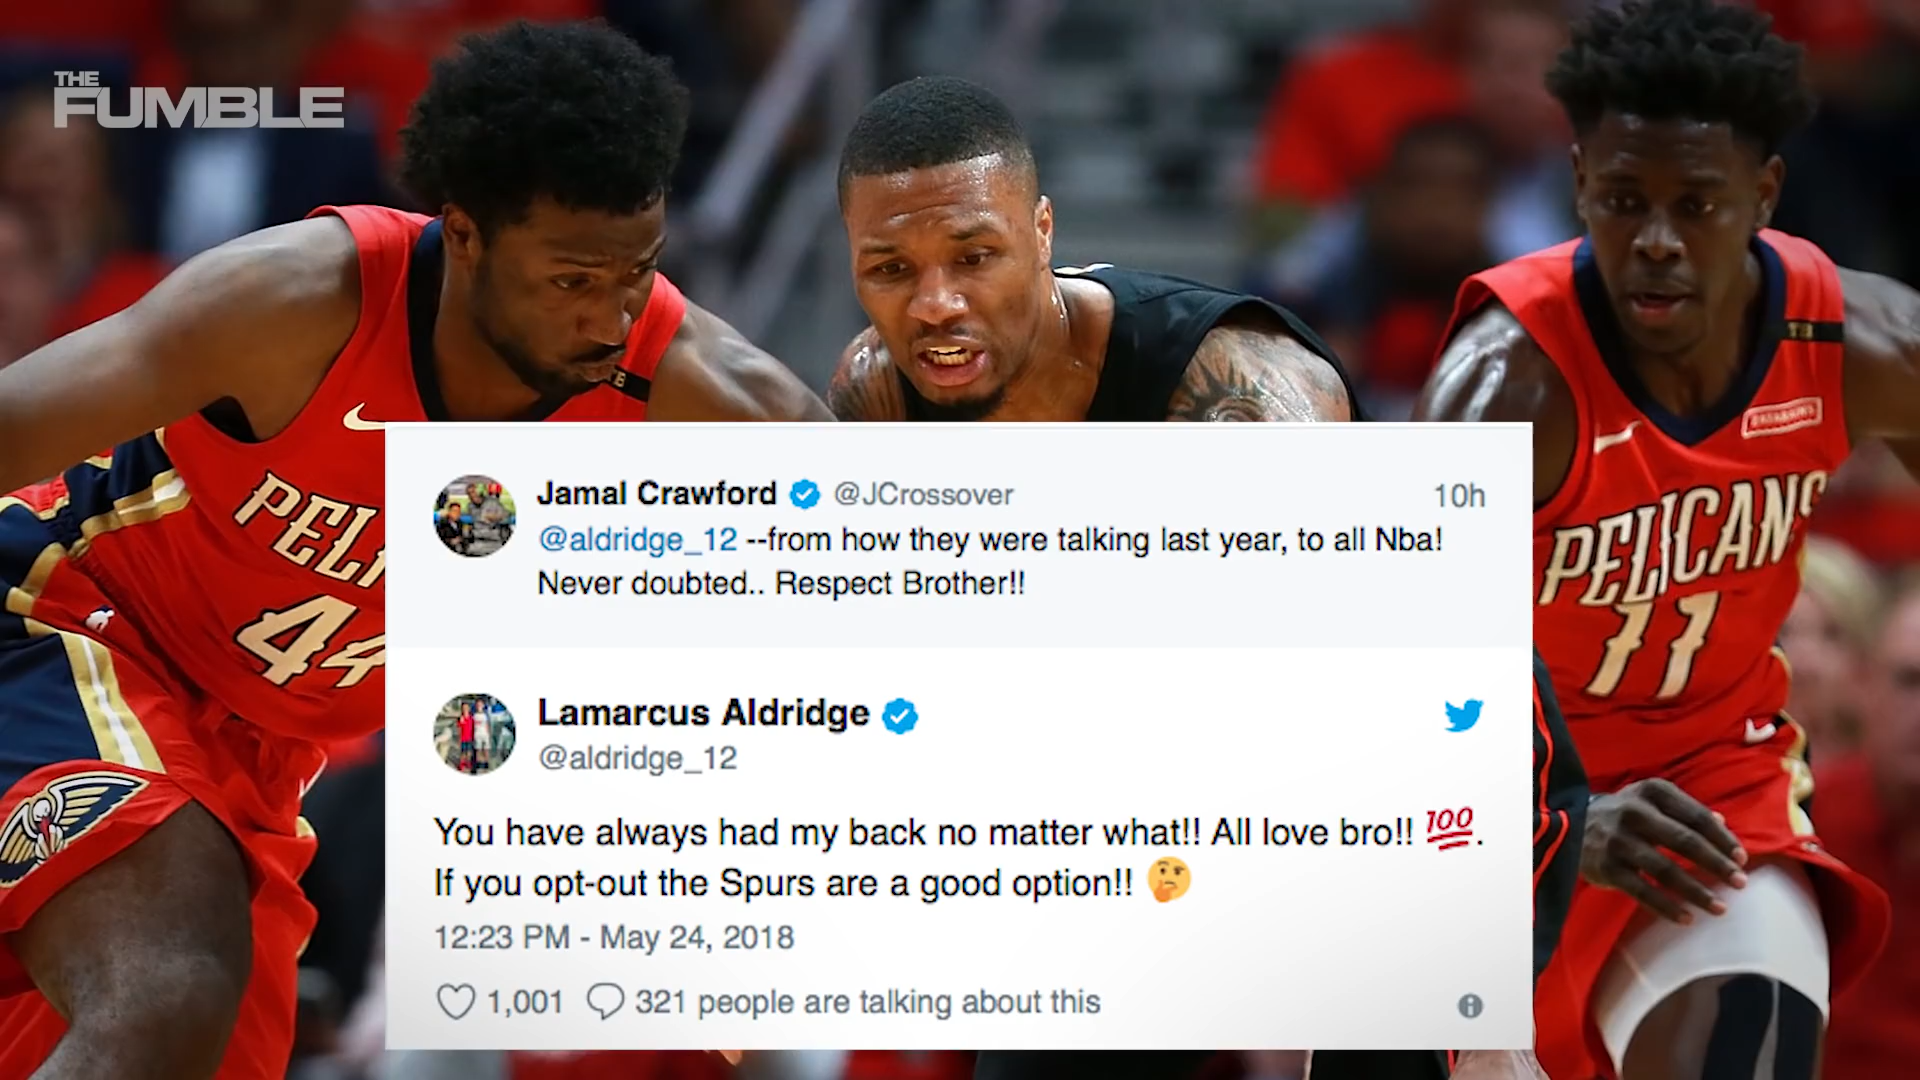 THE
FUMBLE
PELI
44
PELICANS
11
Jamal Crawford @JCrossover 10h
@aldridge_12 --from how they were talking last year, to all Nba!
Never doubted.. Respect Brother!!
Lamarcus Aldridge
@aldridge_12
You have always had my back no matter what!! All love bro!! 💯.
If you opt-out the Spurs are a good option!! 🤔
12:23 PM - May 24, 2018
1,001 321 people are talking about this